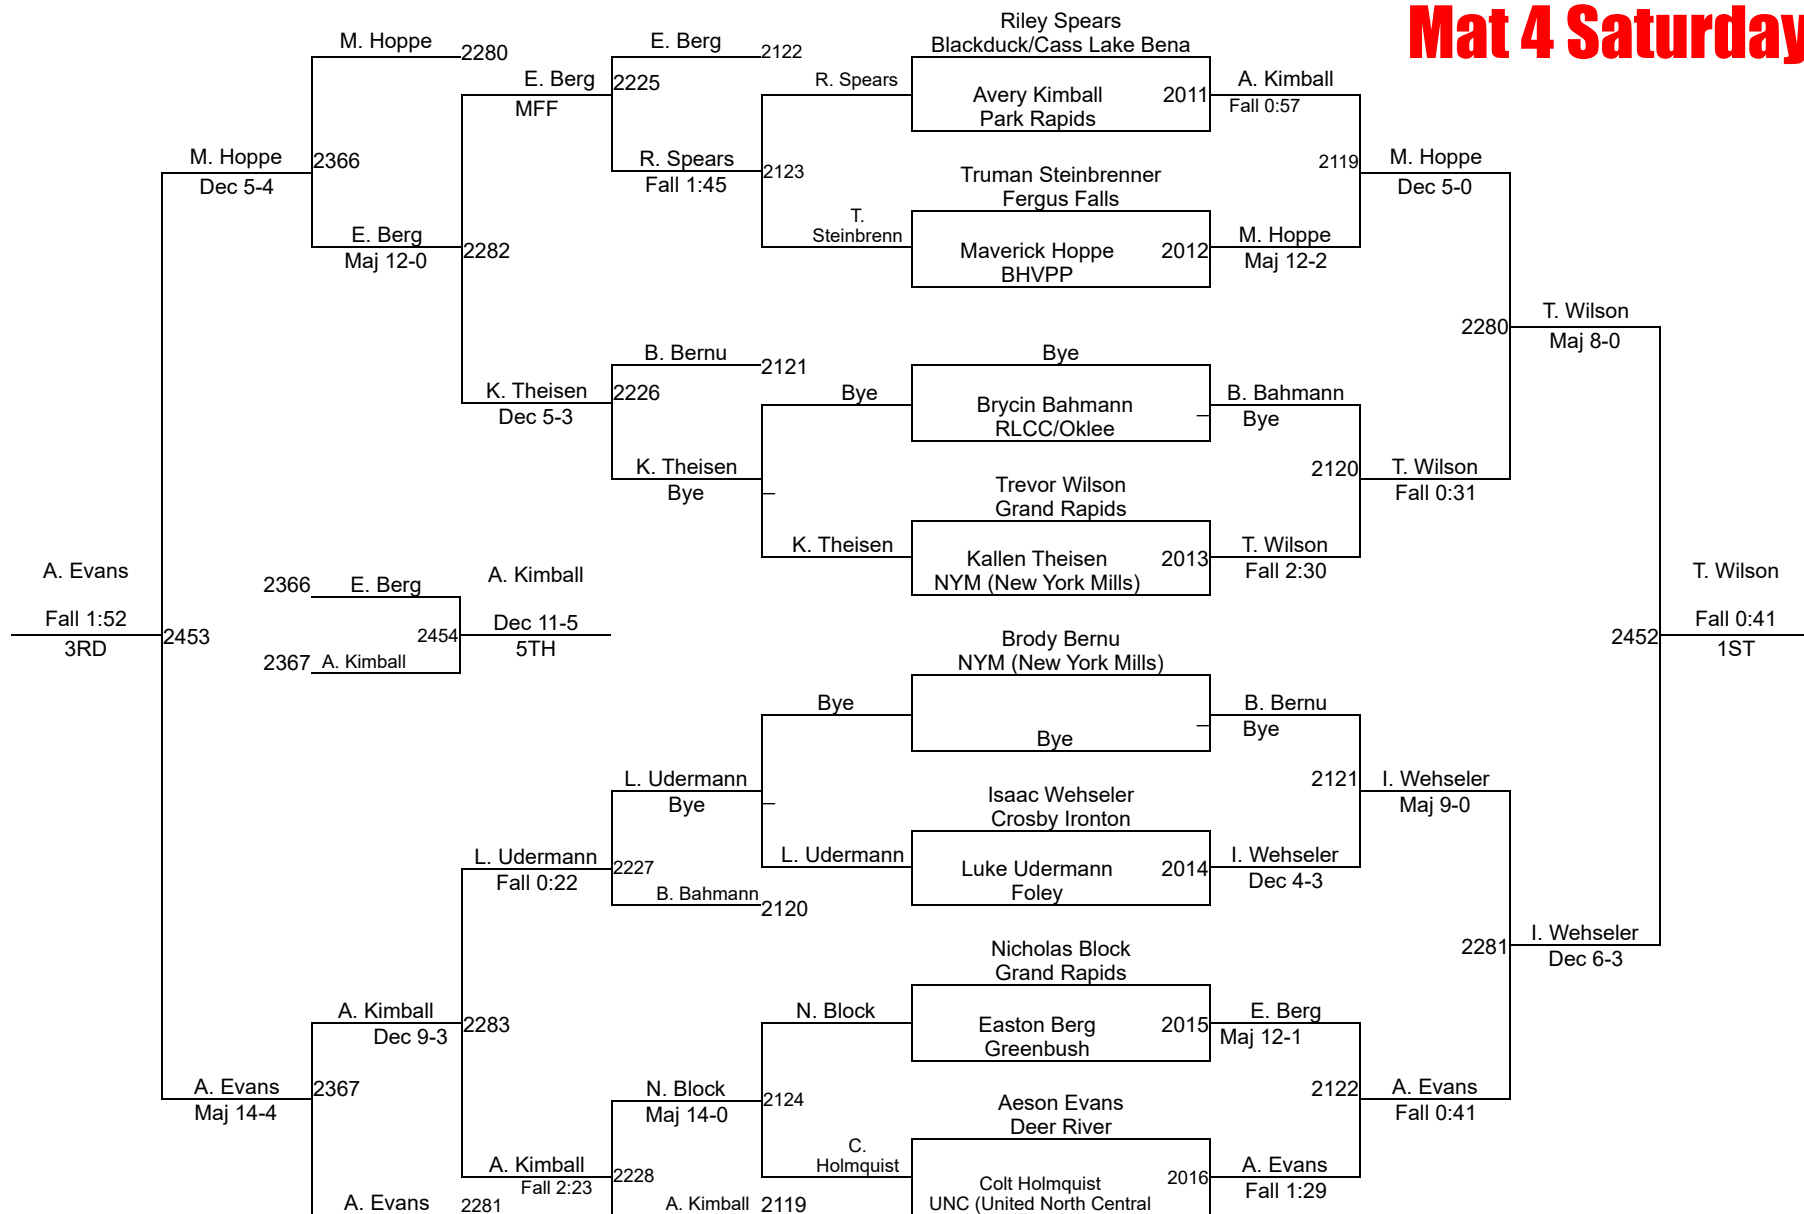 Mat 4 Saturday
Riley Spears
Blackduck/Cass Lake Bena
M. Hoppe
2280
E. Berg
2122
E. Berg
2225
MFF
R. Spears
Avery Kimball
Park Rapids
2011
A. Kimball
Fall 0:57
M. Hoppe
Dec 5-4
2366
R. Spears
Fall 1:45
2123
Truman Steinbrenner
Fergus Falls
2119
M. Hoppe
Dec 5-0
E. Berg
Maj 12-0
2282
T.
Steinbrenn
Maverick Hoppe
BHVPP
2012
M. Hoppe
Maj 12-2
2280
T. Wilson
Maj 8-0
B. Bernu
2121
Bye
K. Theisen
Dec 5-3
2226
Bye
Brycin Bahmann
RLCC/Oklee
B. Bahmann
Bye
K. Theisen
Bye
Trevor Wilson
Grand Rapids
2120
T. Wilson
Fall 0:31
K. Theisen
Kallen Theisen
NYM (New York Mills)
2013
T. Wilson
Fall 2:30
A. Evans
Fall 1:52
3RD
2453
2366
E. Berg
2367
A. Kimball
2454
A. Kimball
Dec 11-5
5TH
2452
T. Wilson
Fall 0:41
1ST
Brody Bernu
NYM (New York Mills)
Bye
Bye
B. Bernu
Bye
L. Udermann
Bye
Isaac Wehseler
Crosby Ironton
2121
I. Wehseler
Maj 9-0
L. Udermann
Fall 0:22
2227
L. Udermann
Luke Udermann
Foley
2014
I. Wehseler
Dec 4-3
B. Bahmann
2120
2281
I. Wehseler
Dec 6-3
Nicholas Block
Grand Rapids
A. Kimball
Dec 9-3
2283
N. Block
Easton Berg
Greenbush
2015
E. Berg
Maj 12-1
A. Evans
Maj 14-4
2367
N. Block
Maj 14-0
2124
Aeson Evans
Deer River
2122
A. Evans
Fall 0:41
A. Kimball
Fall 2:23
2228
C.
Holmquist
Colt Holmquist
UNC (United North Central
2016
A. Evans
Fall 1:29
A. Evans
2281
A. Kimball
2119